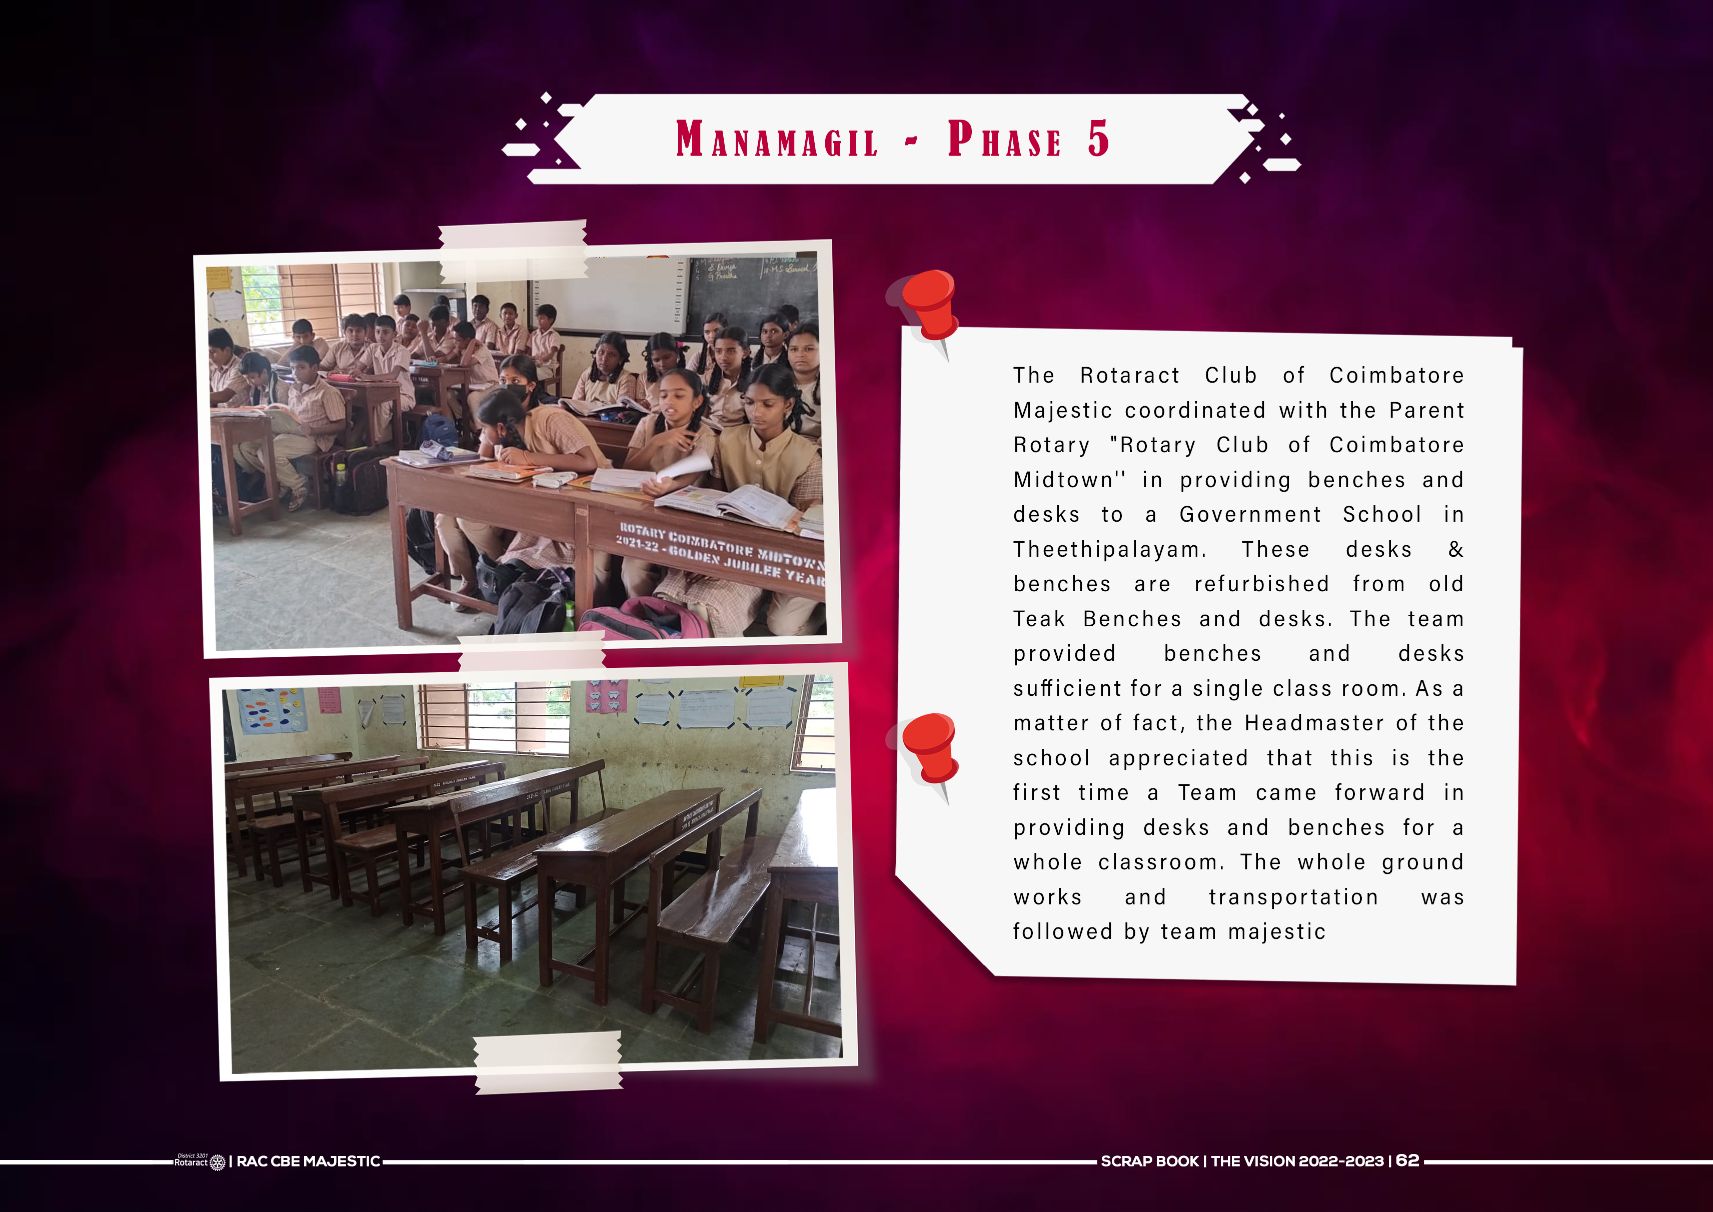 Manamagil - Phase 5
S Divya
ROTARY COIMBATORE MIDTOWN
2021-22 - GOLDEN JUBILEE YEAR
The Rotaract Club of Coimbatore
Majestic coordinated with the Parent
Rotary "Rotary Club of Coimbatore
Midtown'' in providing benches and
desks to a Government School in
Theethipalayam. These desks &
benches are refurbished from old
Teak Benches and desks. The team
provided benches and desks
sufficient for a single class room. As a
matter of fact, the Headmaster of the
school appreciated that this is the
first time a Team came forward in
providing desks and benches for a
whole classroom. The whole ground
works and transportation was
followed by team majestic
District 3201
Rotaract | RAC CBE MAJESTIC
SCRAP BOOK | THE VISION 2022-2023 | 62